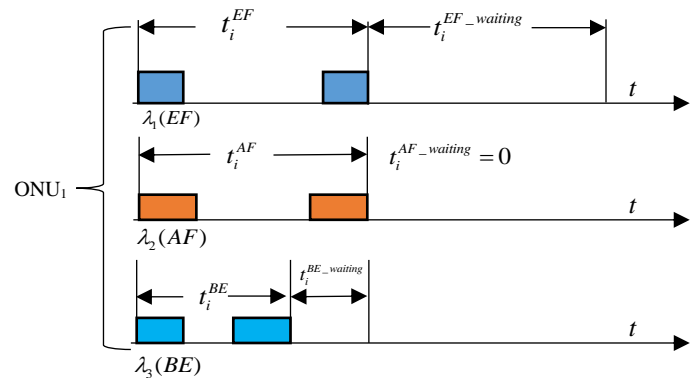 t_i^{EF} t_i^{EF_waiting}
t
λ₁(EF)
t_i^{AF} t_i^{AF_waiting} = 0
ONU₁
t
λ₂(AF)
t_i^{BE} t_i^{BE_waiting}
t
λ₃(BE)